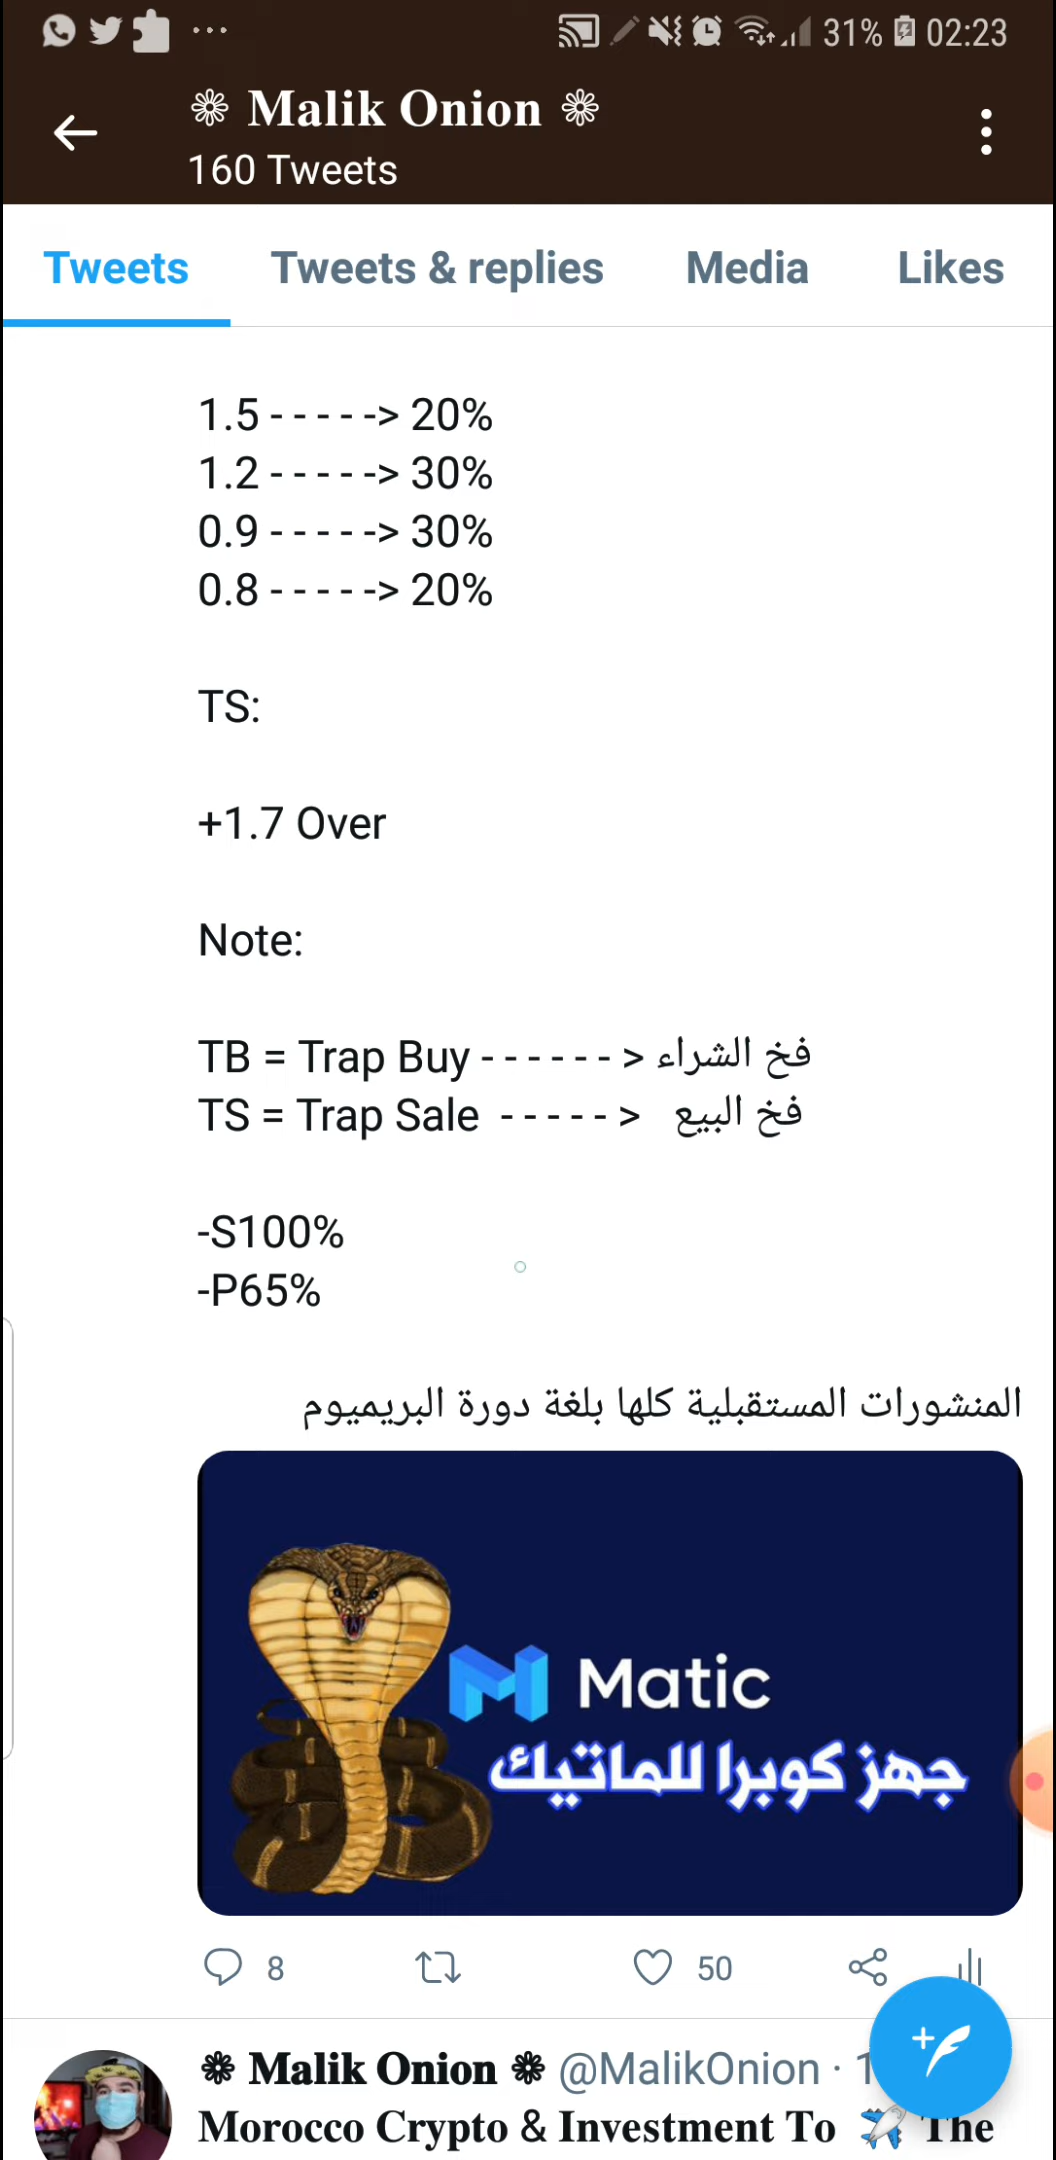 31% 02:23
❁ Malik Onion ❁
160 Tweets
Tweets Tweets & replies Media Likes
1.5 - - - - -> 20%
1.2 - - - - -> 30%
0.9 - - - - -> 30%
0.8 - - - - -> 20%
TS:
+1.7 Over
Note:
TB = Trap Buy - - - - - - > فخ الشراء
TS = Trap Sale - - - - - > فخ البيع
-S100%
-P65%
المنشورات المستقبلية كلها بلغة دورة البريميوم
Matic
جهز كوبرا للماتيك
8 50
❁ Malik Onion ❁ @MalikOnion · 1
Morocco Crypto & Investment To ✈️ The